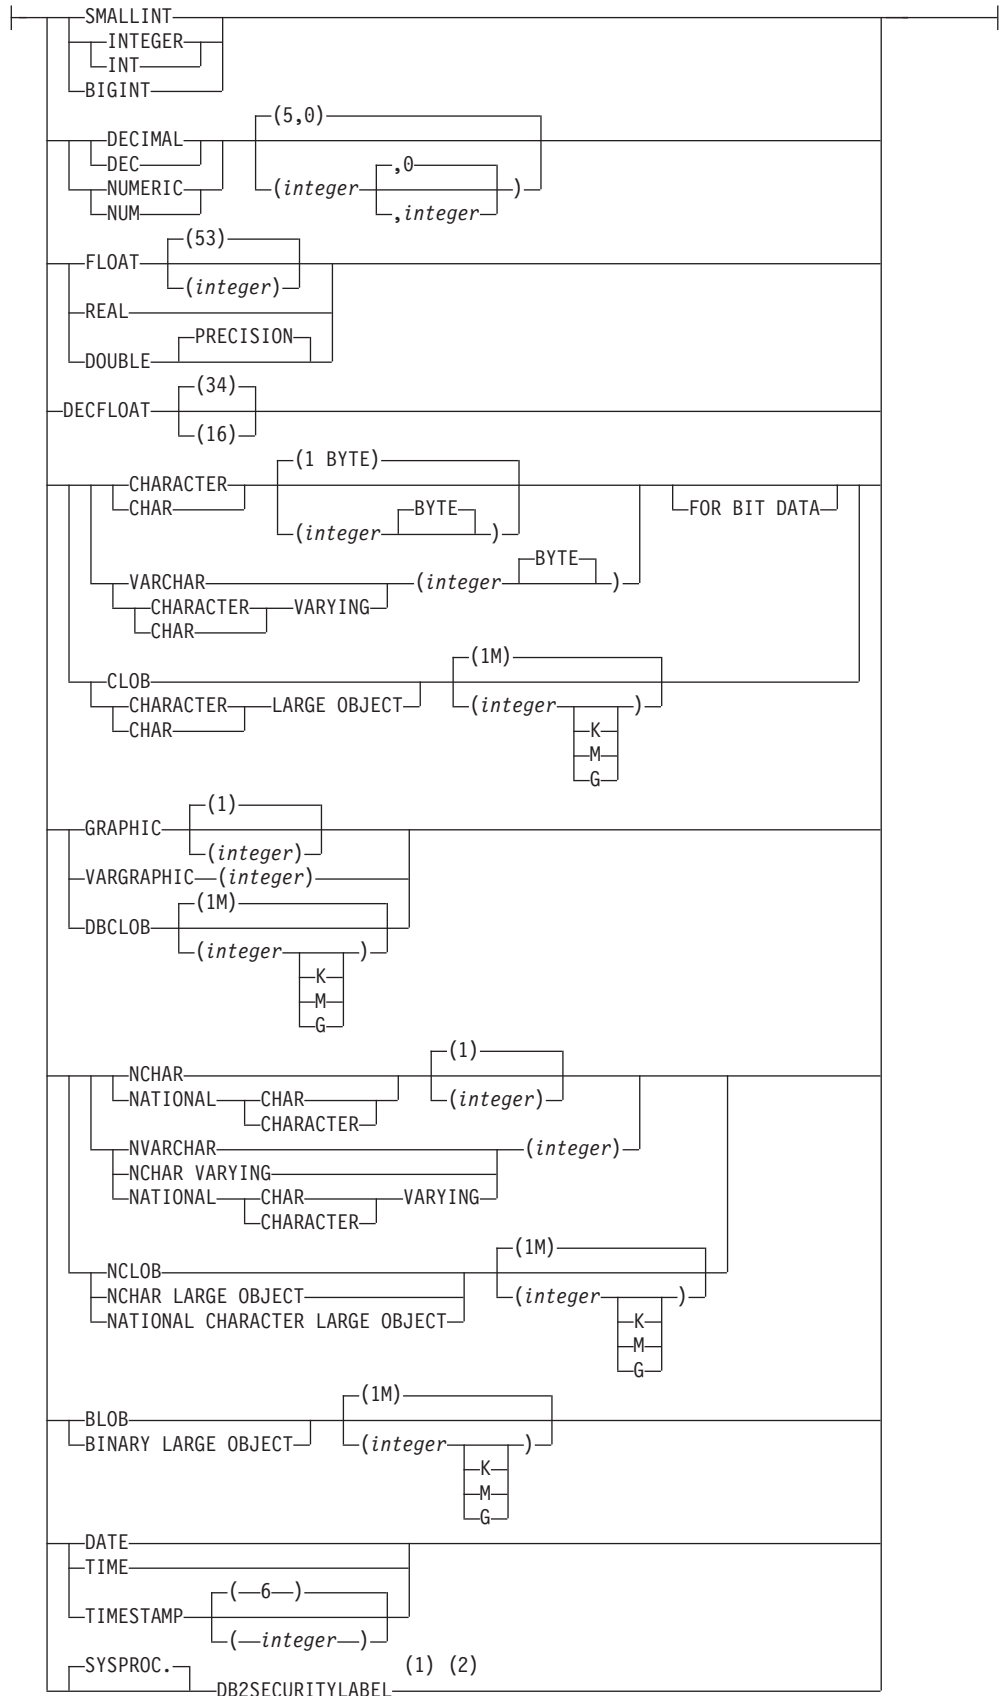 SMALLINT
INTEGER
INT
BIGINT
(5,0)
DECIMAL
DEC
,0
NUMERIC
(integer )
NUM
,integer
(53)
FLOAT
(integer)
REAL
PRECISION
DOUBLE
(34)
DECFLOAT
(16)
(1 BYTE)
CHARACTER
CHAR
BYTE
FOR BIT DATA
(integer )
BYTE
VARCHAR
(integer )
CHARACTER VARYING
CHAR
(1M)
CLOB
CHARACTER LARGE OBJECT
(integer )
CHAR
K
M
G
(1)
GRAPHIC
(integer)
VARGRAPHIC (integer)
(1M)
DBCLOB
(integer )
K
M
G
(1)
NCHAR
NATIONAL CHAR
(integer)
CHARACTER
NVARCHAR (integer)
NCHAR VARYING
NATIONAL CHAR VARYING
CHARACTER
(1M)
NCLOB
NCHAR LARGE OBJECT
(integer )
NATIONAL CHARACTER LARGE OBJECT
K
M
G
(1M)
BLOB
BINARY LARGE OBJECT
(integer )
K
M
G
DATE
TIME
( 6 )
TIMESTAMP
( integer )
SYSPROC.
(1) (2)
DB2SECURITYLABEL